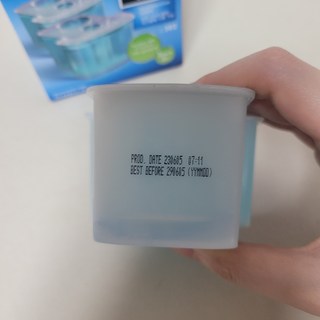 PROD. DATE 230605 07-11
BEST BEFORE 290605 (YYMMDD)